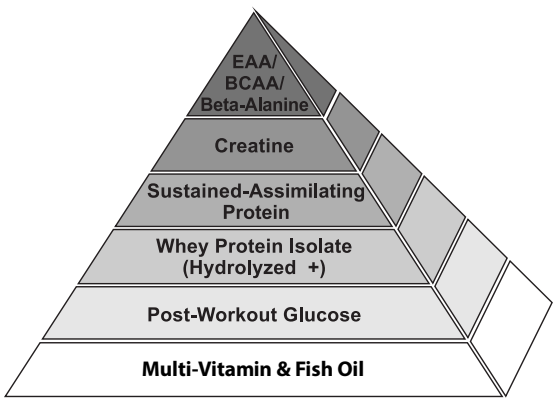 EAA/
BCAA/
Beta-Alanine
Creatine
Sustained-Assimilating
Protein
Whey Protein Isolate
(Hydrolyzed +)
Post-Workout Glucose
Multi-Vitamin & Fish Oil